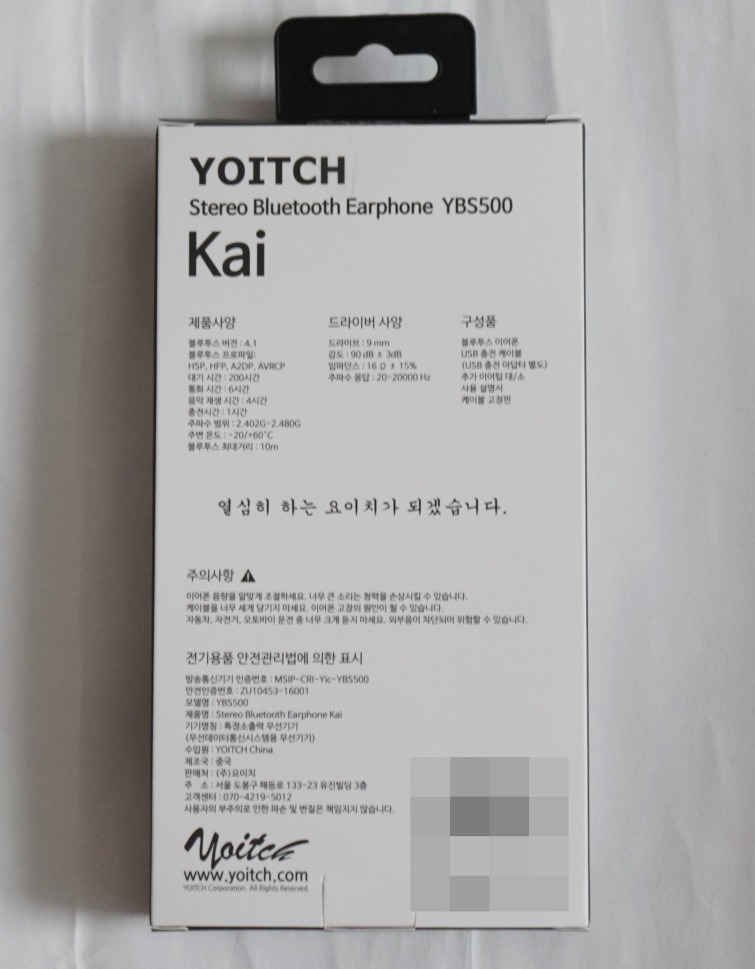 YOITCH
Stereo Bluetooth Earphone YBS500
Kai
제품사양
블루투스 버전 : 4.1
블루투스 프로파일:
HSP, HFP, A2DP, AVRCP
대기 시간 : 200시간
통화 시간 : 6시간
음악 재생 시간 : 4시간
충전시간 : 1시간
주파수 범위 : 2.402G-2.480G
주변 온도 : -20/+60˚C
블루투스 최대거리 : 10m
드라이버 사양
드라이브 : 9 mm
감도 : 90 dB ± 3dB
임피던스 : 16 Ω ± 15%
주파수 응답 : 20-20000 Hz
구성품
블루투스 이어폰
USB 충전 케이블
(USB 충전 어답터 별도)
추가 이어팁 대/소
사용 설명서
케이블 고정핀
열심히 하는 요이치가 되겠습니다.
주의사항
이어폰 음량을 알맞게 조절하세요. 너무 큰 소리는 청력을 손상시킬 수 있습니다.
케이블을 너무 세게 당기지 마세요. 이어폰 고장의 원인이 될 수 있습니다.
자동차, 자전거, 오토바이 운전 중 너무 크게 듣지 마세요. 외부음이 차단되어 위험할 수 있습니다.
전기용품 안전관리법에 의한 표시
방송통신기기 인증번호 : MSIP-CRI-Yic-YBS500
안전인증번호 : ZU10453-16001
모델명 : YBS500
제품명 : Stereo Bluetooth Earphone Kai
기기명칭 : 특정소출력 무선기기
(무선데이터통신시스템용 무선기기)
수입원 : YOITCH China
제조국 : 중국
판매처 : (주)요이치
주 소 : 서울 도봉구 해등로 133-23 유진빌딩 3층
고객센터 : 070-4219-5012
사용자의 부주의로 인한 파손 및 변질은 책임지지 않습니다.
Yoitch
www.yoitch.com
YOITCH Corporation. All Rights Reserved.